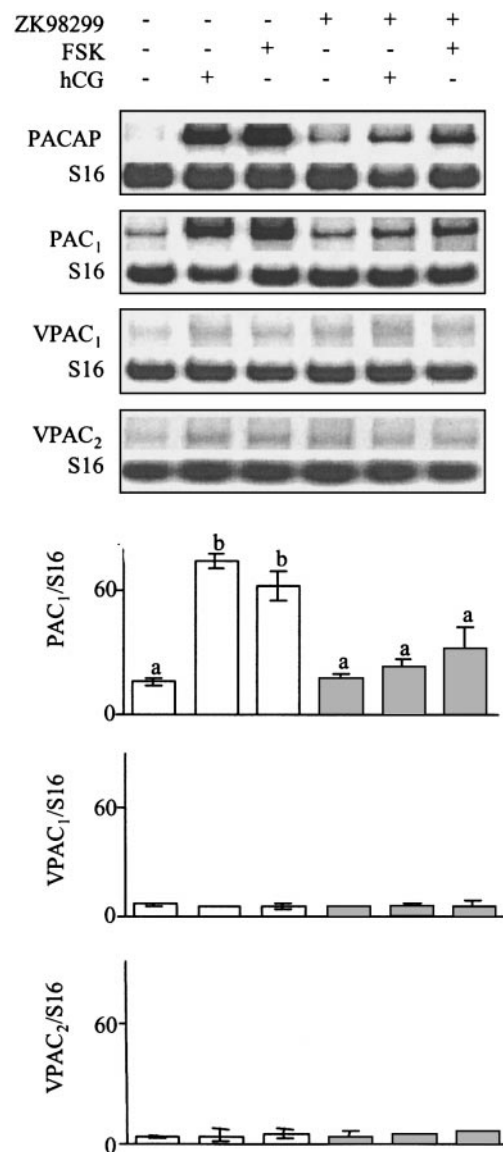 ZK98299 - - - + + +
FSK - - + - - +
hCG - + - - + -
PACAP
S16
PAC₁
S16
VPAC₁
S16
VPAC₂
S16
PAC₁/S16
60
0
a b b a a a
VPAC₁/S16
60
0
VPAC₂/S16
60
0